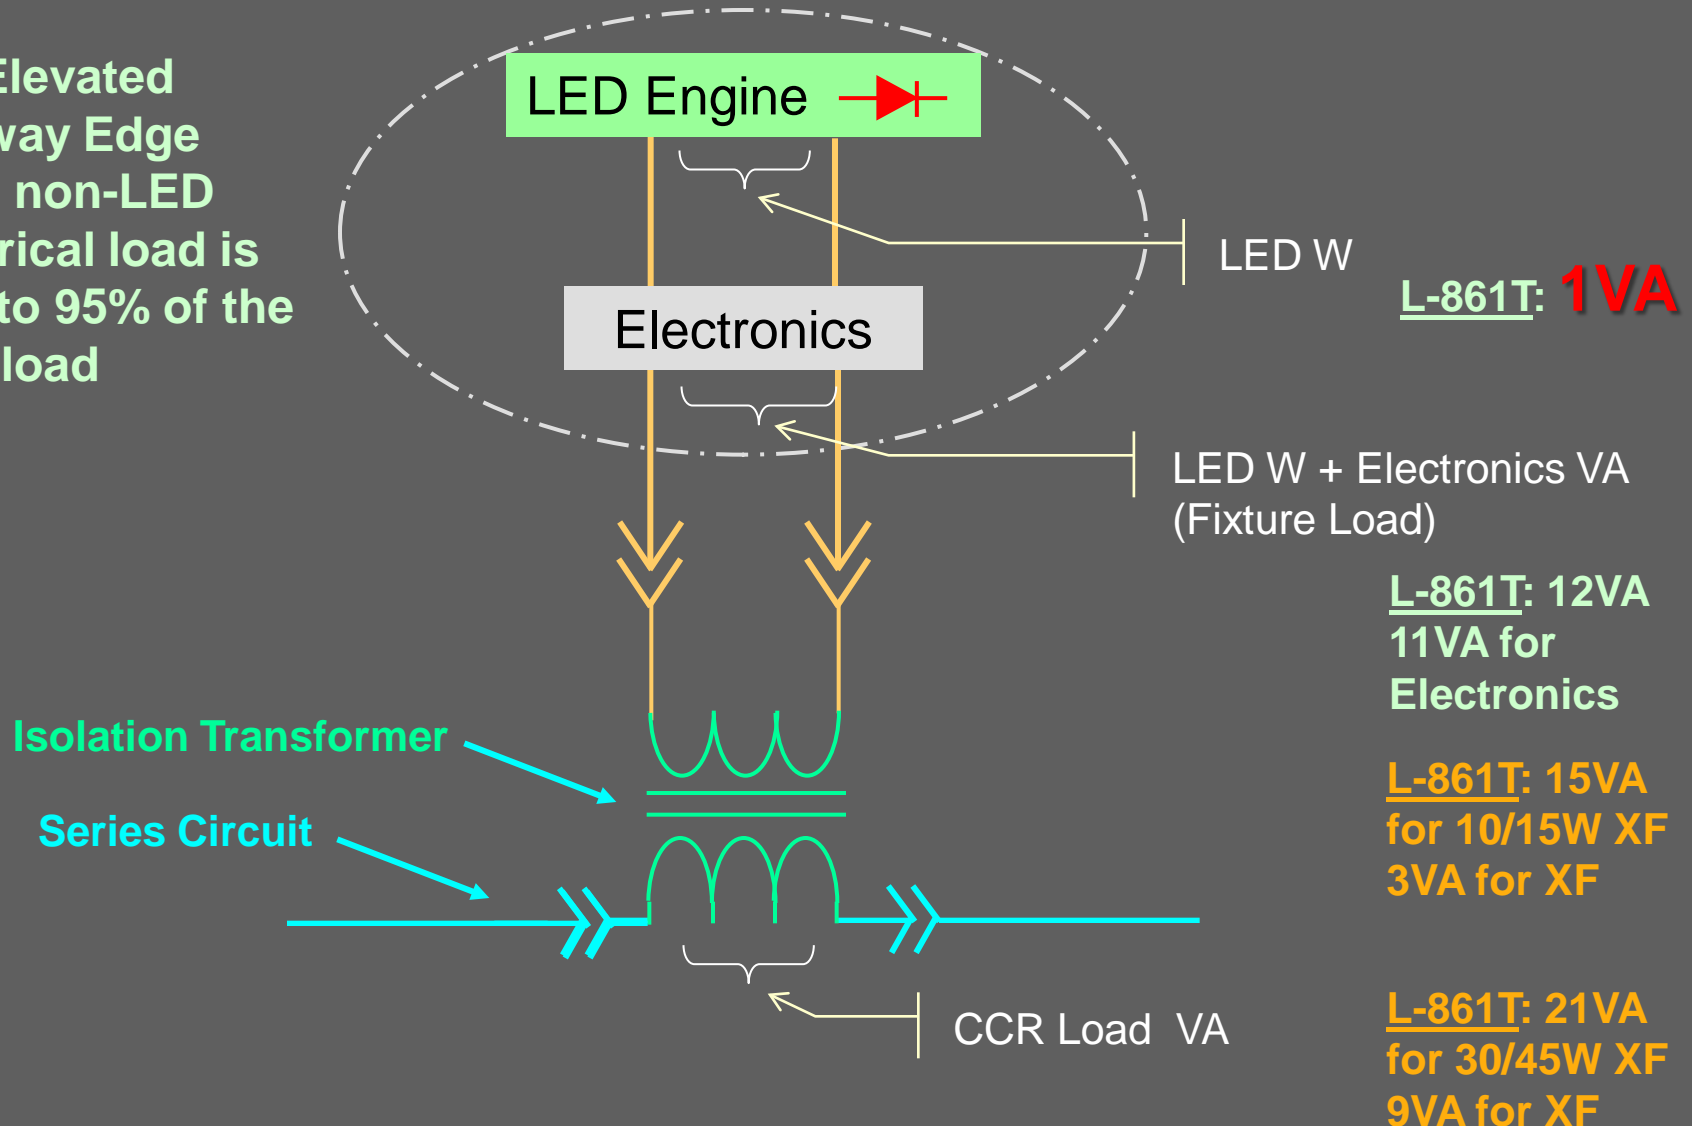 Elevated
way Edge
non-LED
rical load is
to 95% of the
load
LED Engine
LED W
L-861T: 1VA
Electronics
LED W + Electronics VA
(Fixture Load)
L-861T: 12VA
11VA for
Electronics
Isolation Transformer
L-861T: 15VA
for 10/15W XF
3VA for XF
Series Circuit
CCR Load VA
L-861T: 21VA
for 30/45W XF
9VA for XF